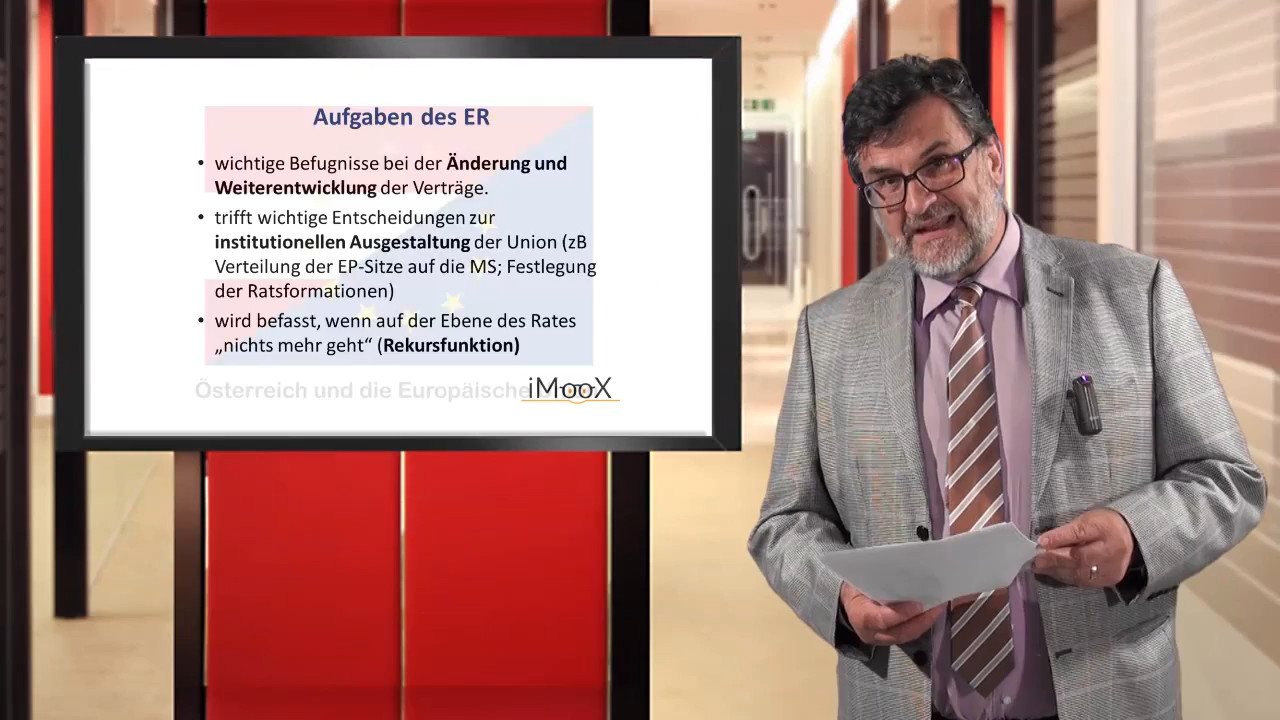 Aufgaben des ER
• wichtige Befugnisse bei der Änderung und
Weiterentwicklung der Verträge.
• trifft wichtige Entscheidungen zur
institutionellen Ausgestaltung der Union (zB
Verteilung der EP-Sitze auf die MS; Festlegung
der Ratsformationen)
• wird befasst, wenn auf der Ebene des Rates
„nichts mehr geht“ (Rekursfunktion)
Österreich und die Europäische
iMooX